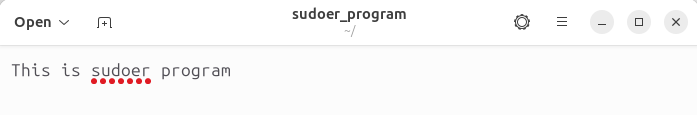 Open
sudoer_program
~/
This is sudoer program